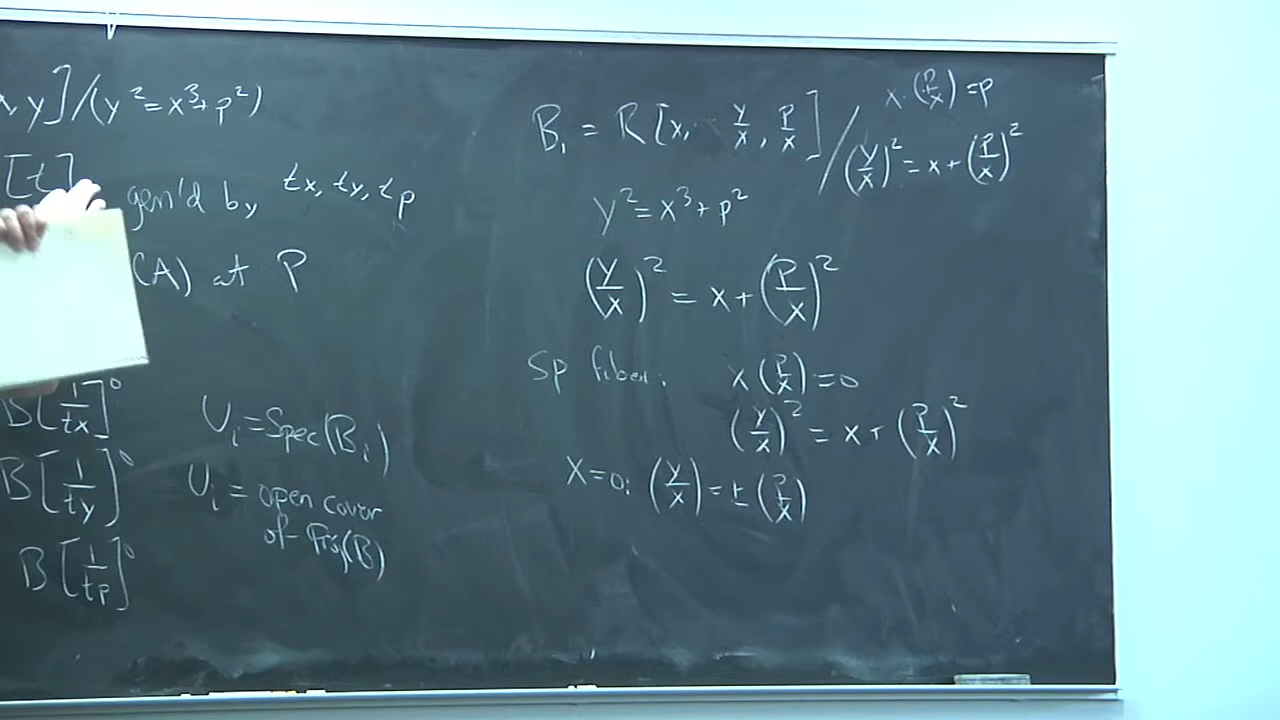 x, y]/(y² = x³ + p²)
[t]
gen'd by tx, ty, tp
(A) at P
B[1/tx]⁰
B[1/ty]⁰
B[1/tp]⁰
Uᵢ = Spec(Bᵢ)
Uᵢ = open cover
of Proj(B)
B₁ = R[x, y/x, p/x] / x·(p/x) = p
(y/x)² = x + (p/x)²
y² = x³ + p²
(y/x)² = x + (p/x)²
Sp fiber: x(p/x) = 0
(y/x)² = x + (p/x)²
x = 0: (y/x) = ± (p/x)